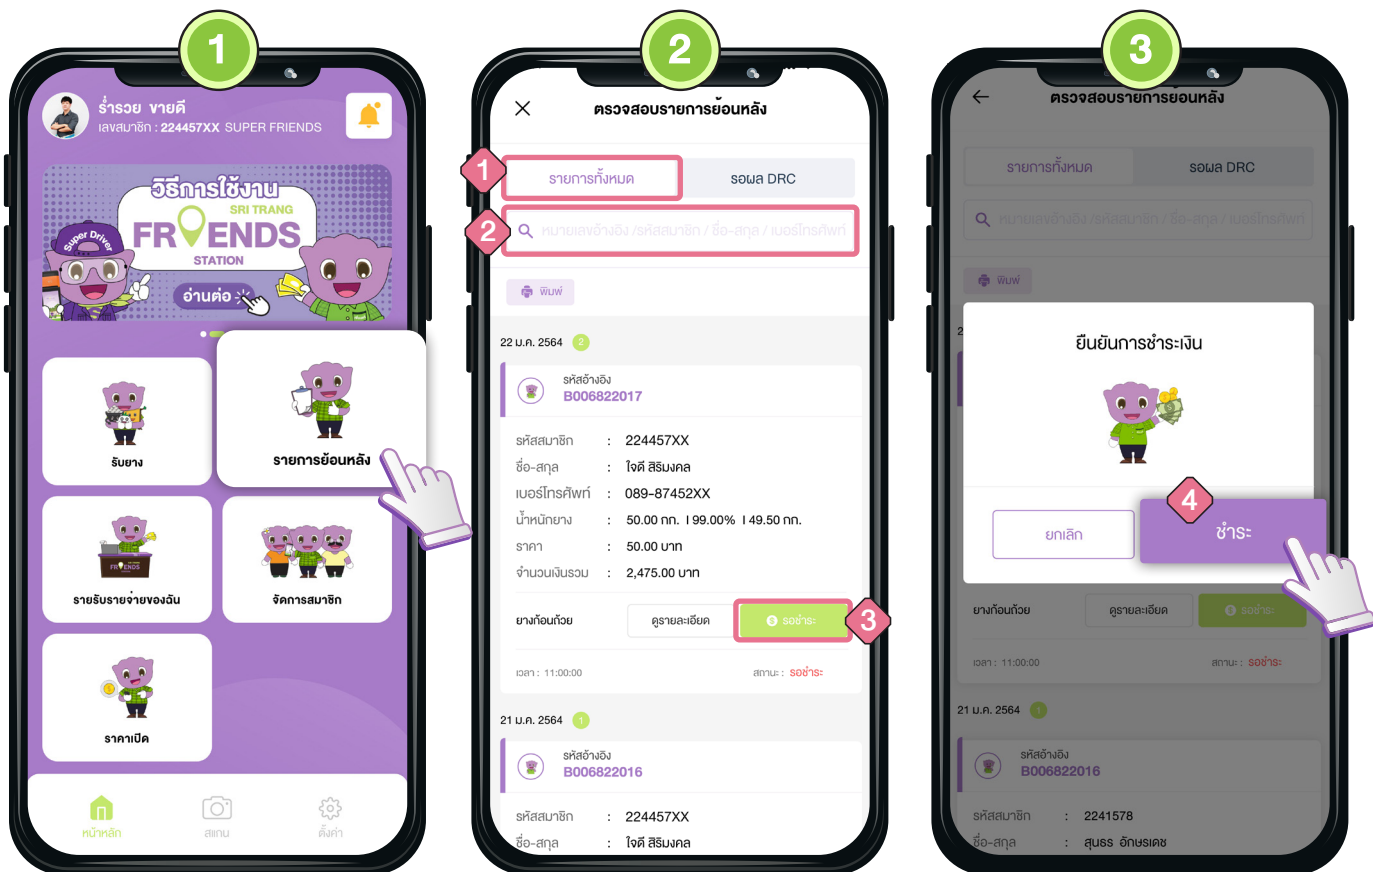 1
ร่ำรวย ขายดี
เลขสมาชิก : 224457XX SUPER FRIENDS
วิธีการใช้งาน
SRI TRANG
FRIENDS
STATION
Super Driver
อ่านต่อ
รับยาง
รายการย้อนหลัง
FRIENDS
รายรับรายจ่ายของฉัน
จัดการสมาชิก
ราคาเปิด
หน้าหลัก
สแกน
ตั้งค่า
2
ตรวจสอบรายการย้อนหลัง
1
รายการทั้งหมด
รอผล DRC
2
หมายเลขอ้างอิง /รหัสสมาชิก / ชื่อ-สกุล / เบอร์โทรศัพท์
พิมพ์
22 ม.ค. 2564 2
รหัสอ้างอิง
B006822017
รหัสสมาชิก : 224457XX
ชื่อ-สกุล : ใจดี สิริมงคล
เบอร์โทรศัพท์ : 089-87452XX
น้ำหนักยาง : 50.00 กก. I 99.00% I 49.50 กก.
ราคา : 50.00 บาท
จำนวนเงินรวม : 2,475.00 บาท
ยางก้อนถ้วย
ดูรายละเอียด
รอชำระ
3
เวลา : 11:00:00
สถานะ : รอชำระ
21 ม.ค. 2564 1
รหัสอ้างอิง
B006822016
รหัสสมาชิก : 224457XX
ชื่อ-สกุล : ใจดี สิริมงคล
3
ตรวจสอบรายการย้อนหลัง
รายการทั้งหมด
รอผล DRC
หมายเลขอ้างอิง /รหัสสมาชิก / ชื่อ-สกุล / เบอร์โทรศัพท์
พิมพ์
2
ยืนยันการชำระเงิน
4
ยกเลิก
ชำระ
ยางก้อนถ้วย
ดูรายละเอียด
รอชำระ
เวลา : 11:00:00
สถานะ : รอชำระ
21 ม.ค. 2564 1
รหัสอ้างอิง
B006822016
รหัสสมาชิก : 2241578
ชื่อ-สกุล : สุนธร อักษรเดช